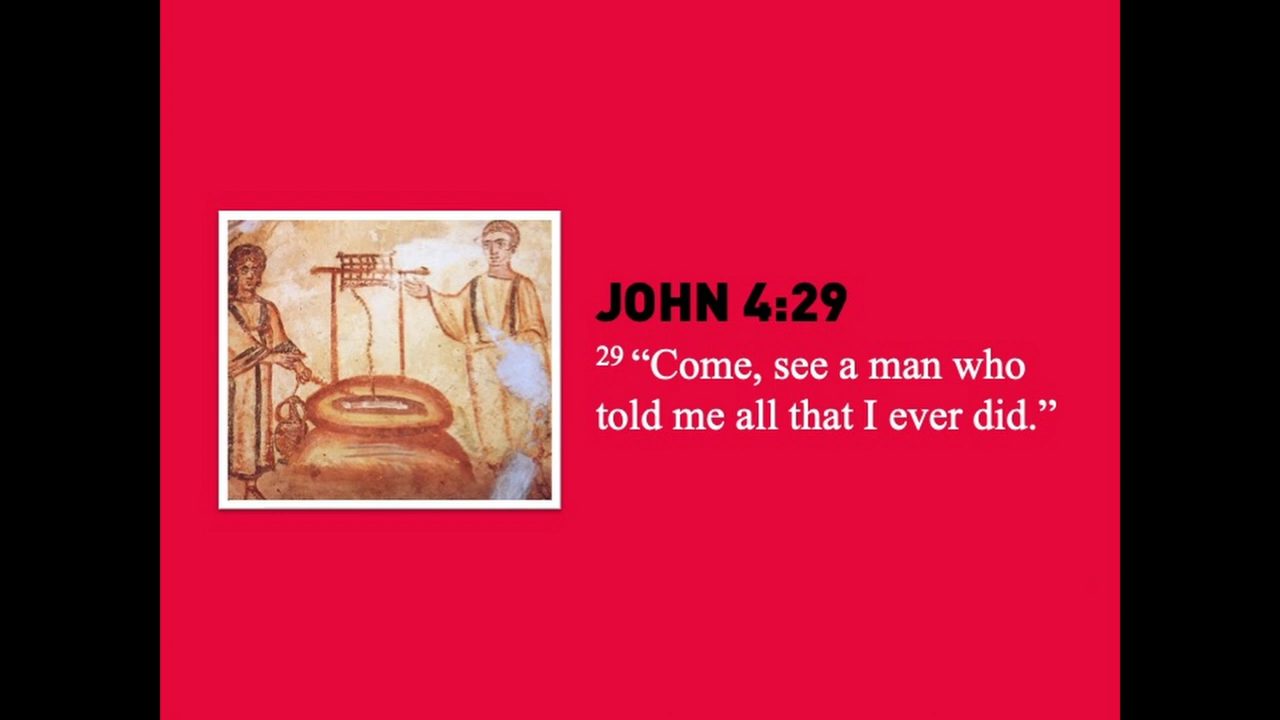 JOHN 4:29
29 “Come, see a man who
told me all that I ever did.”